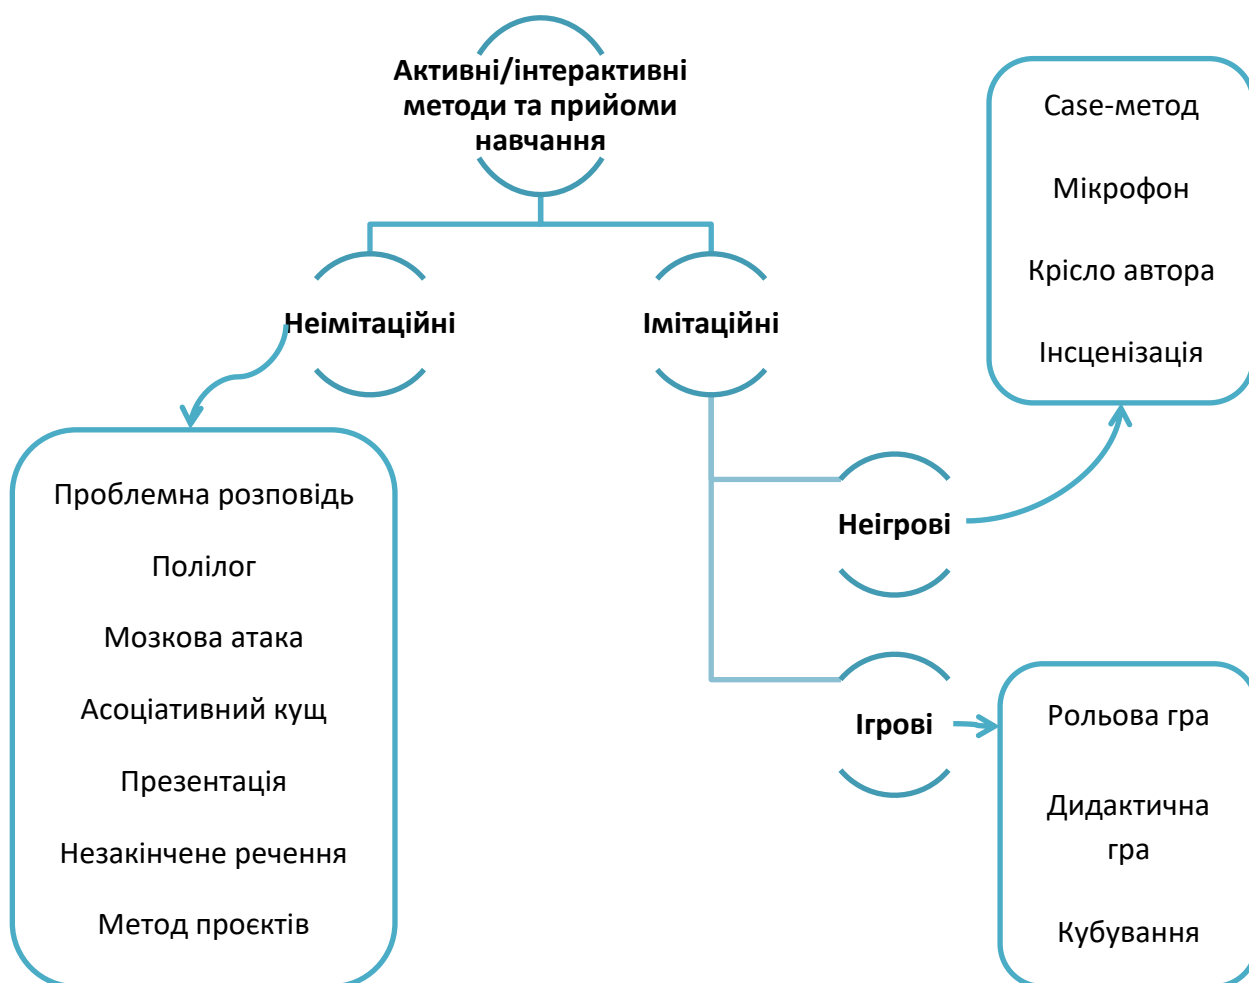 Активні/інтерактивні
методи та прийоми
навчання
Неімітаційні
Імітаційні
Case-метод
Мікрофон
Крісло автора
Інсценізація
Неігрові
Ігрові
Проблемна розповідь
Полілог
Мозкова атака
Асоціативний кущ
Презентація
Незакінчене речення
Метод проєктів
Рольова гра
Дидактична
гра
Кубування